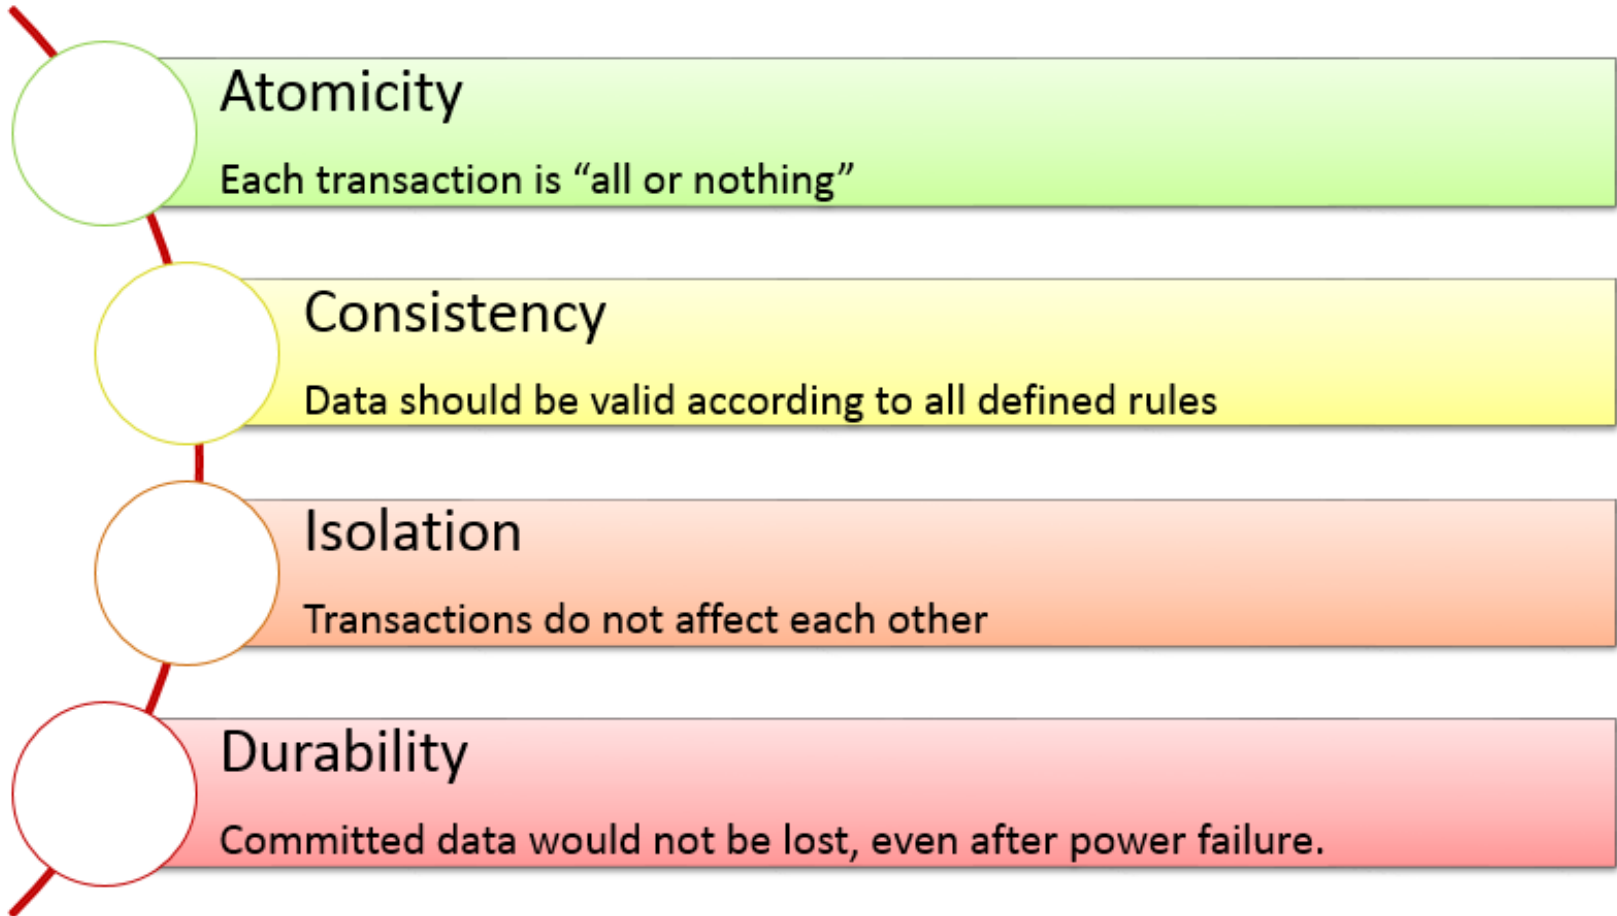 Atomicity
Each transaction is “all or nothing”
Consistency
Data should be valid according to all defined rules
Isolation
Transactions do not affect each other
Durability
Committed data would not be lost, even after power failure.